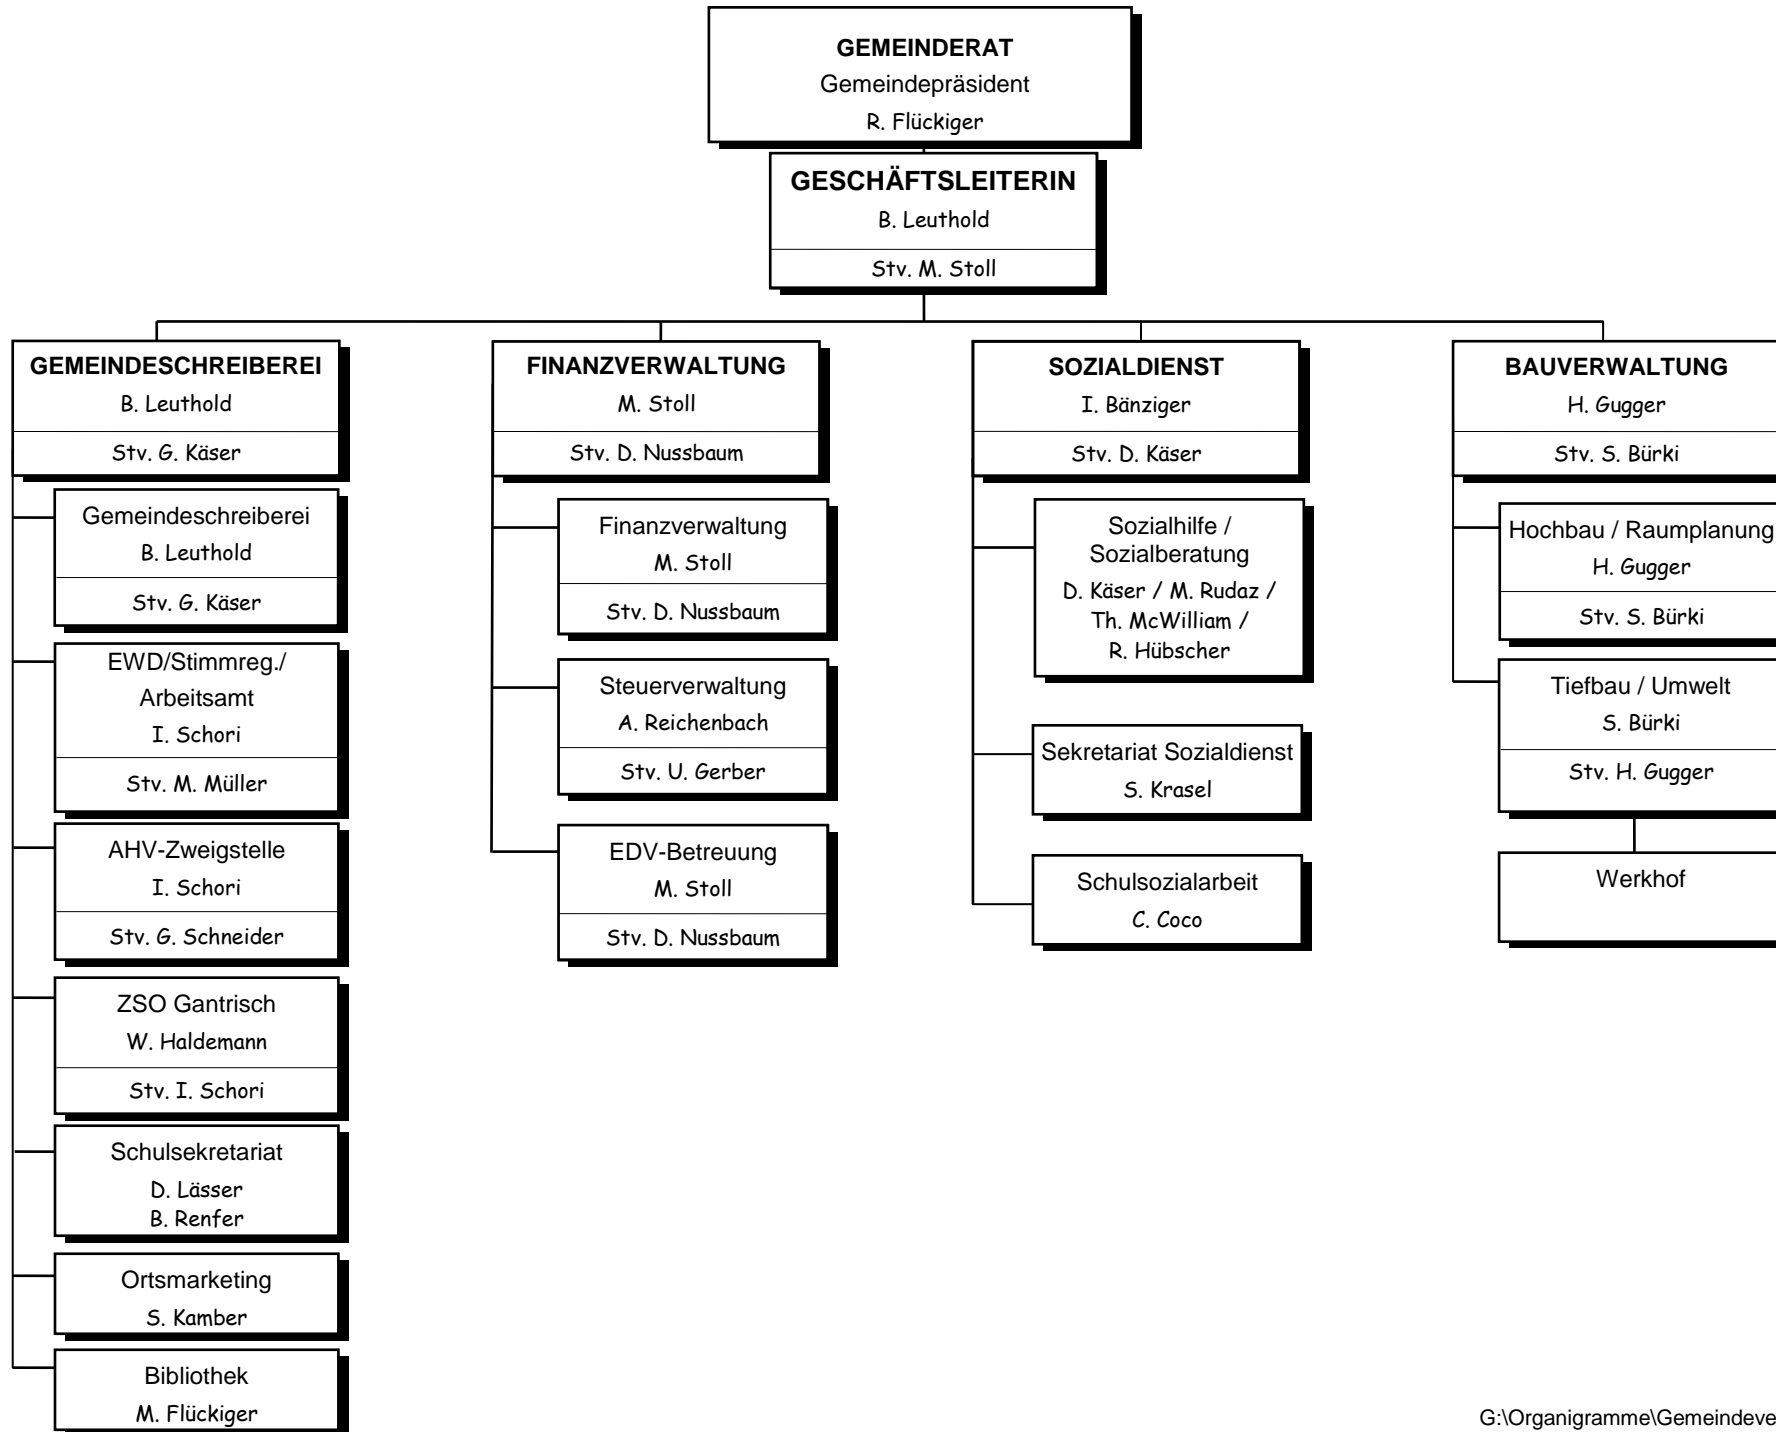 GEMEINDERAT
Gemeindepräsident
R. Flückiger
GESCHÄFTSLEITERIN
B. Leuthold
Stv. M. Stoll
GEMEINDESCHREIBEREI
B. Leuthold
Stv. G. Käser
Gemeindeschreiberei
B. Leuthold
Stv. G. Käser
EWD/Stimmreg./
Arbeitsamt
I. Schori
Stv. M. Müller
AHV-Zweigstelle
I. Schori
Stv. G. Schneider
ZSO Gantrisch
W. Haldemann
Stv. I. Schori
Schulsekretariat
D. Lässer
B. Renfer
Ortsmarketing
S. Kamber
Bibliothek
M. Flückiger
FINANZVERWALTUNG
M. Stoll
Stv. D. Nussbaum
Finanzverwaltung
M. Stoll
Stv. D. Nussbaum
Steuerverwaltung
A. Reichenbach
Stv. U. Gerber
EDV-Betreuung
M. Stoll
Stv. D. Nussbaum
SOZIALDIENST
I. Bänziger
Stv. D. Käser
Sozialhilfe /
Sozialberatung
D. Käser / M. Rudaz /
Th. McWilliam /
R. Hübscher
Sekretariat Sozialdienst
S. Krasel
Schulsozialarbeit
C. Coco
BAUVERWALTUNG
H. Gugger
Stv. S. Bürki
Hochbau / Raumplanung
H. Gugger
Stv. S. Bürki
Tiefbau / Umwelt
S. Bürki
Stv. H. Gugger
Werkhof
G:\Organigramme\Gemeindeve